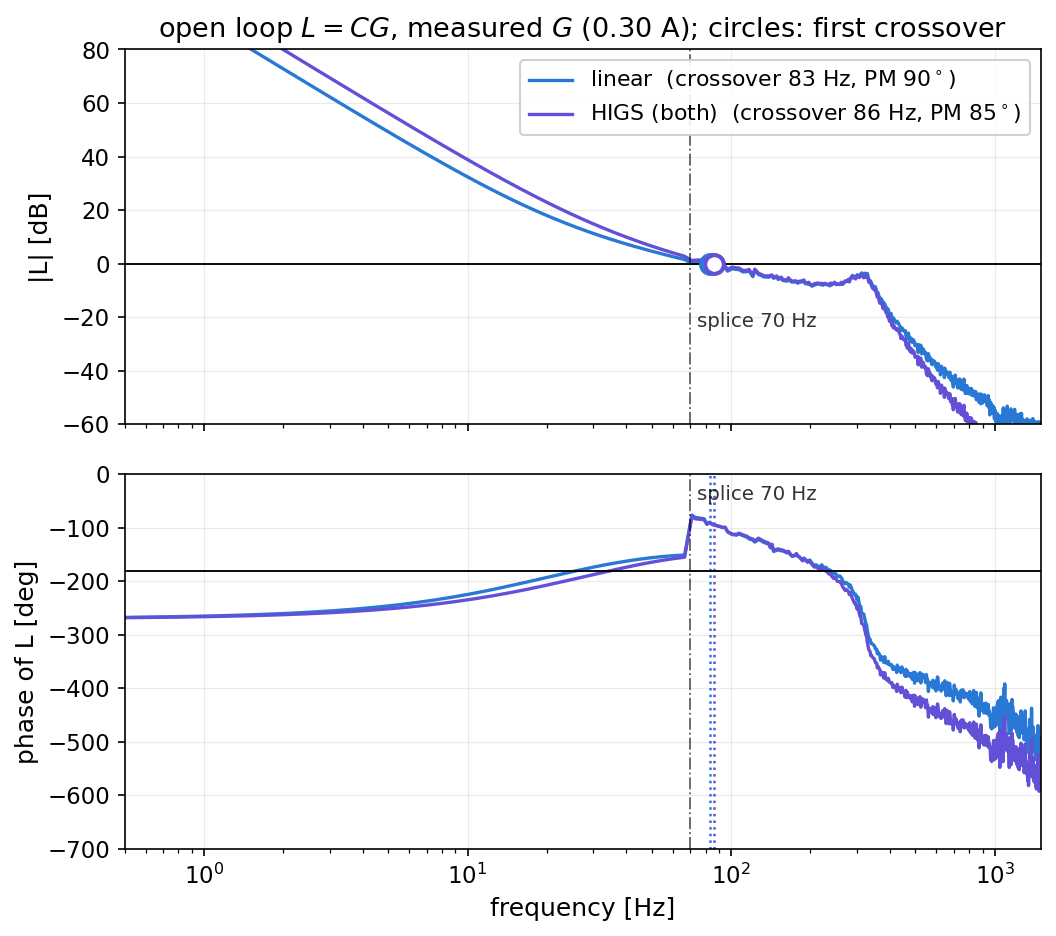 open loop L = CG, measured G (0.30 A); circles: first crossover
linear (crossover 83 Hz, PM 90°)
HIGS (both) (crossover 86 Hz, PM 85°)
80
60
40
20
0
−20
−40
−60
|L| [dB]
splice 70 Hz
0
−100
−200
−300
−400
−500
−600
−700
phase of L [deg]
splice 70 Hz
10⁰ 10¹ 10² 10³
frequency [Hz]